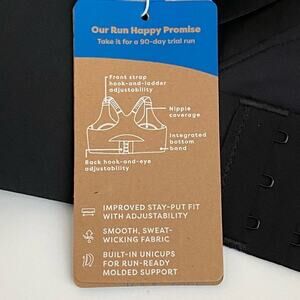 Our Run Happy Promise
Take it for a 90-day trial run
Front strap
hook-and-ladder
adjustability
Nipple
coverage
Integrated
bottom
band
Back hook-and-eye
adjustability
IMPROVED STAY-PUT FIT
WITH ADJUSTABILITY
SMOOTH, SWEAT-
WICKING FABRIC
BUILT-IN UNICUPS
FOR RUN-READY
MOLDED SUPPORT